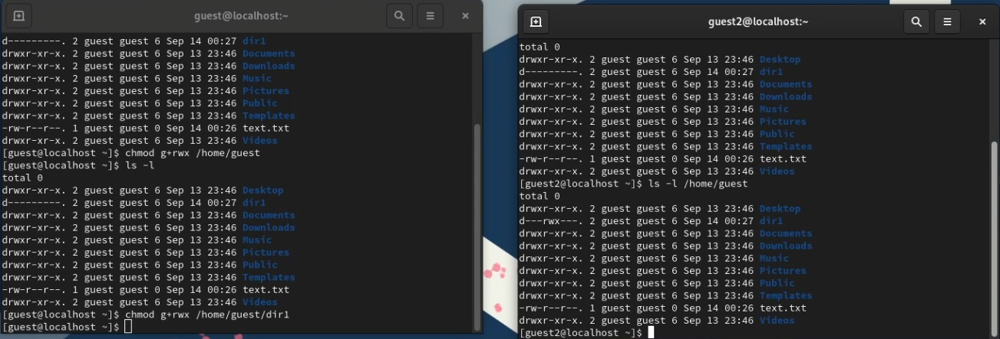 guest@localhost:~
d---------. 2 guest guest 6 Sep 14 00:27 dir1
drwxr-xr-x. 2 guest guest 6 Sep 13 23:46 Documents
drwxr-xr-x. 2 guest guest 6 Sep 13 23:46 Downloads
drwxr-xr-x. 2 guest guest 6 Sep 13 23:46 Music
drwxr-xr-x. 2 guest guest 6 Sep 13 23:46 Pictures
drwxr-xr-x. 2 guest guest 6 Sep 13 23:46 Public
drwxr-xr-x. 2 guest guest 6 Sep 13 23:46 Templates
-rw-r--r--. 1 guest guest 0 Sep 14 00:26 text.txt
drwxr-xr-x. 2 guest guest 6 Sep 13 23:46 Videos
[guest@localhost ~]$ chmod g+rwx /home/guest
[guest@localhost ~]$ ls -l
total 0
drwxr-xr-x. 2 guest guest 6 Sep 13 23:46 Desktop
d---------. 2 guest guest 6 Sep 14 00:27 dir1
drwxr-xr-x. 2 guest guest 6 Sep 13 23:46 Documents
drwxr-xr-x. 2 guest guest 6 Sep 13 23:46 Downloads
drwxr-xr-x. 2 guest guest 6 Sep 13 23:46 Music
drwxr-xr-x. 2 guest guest 6 Sep 13 23:46 Pictures
drwxr-xr-x. 2 guest guest 6 Sep 13 23:46 Public
drwxr-xr-x. 2 guest guest 6 Sep 13 23:46 Templates
-rw-r--r--. 1 guest guest 0 Sep 14 00:26 text.txt
drwxr-xr-x. 2 guest guest 6 Sep 13 23:46 Videos
[guest@localhost ~]$ chmod g+rwx /home/guest/dir1
[guest@localhost ~]$
guest2@localhost:~
total 0
drwxr-xr-x. 2 guest guest 6 Sep 13 23:46 Desktop
d---------. 2 guest guest 6 Sep 14 00:27 dir1
drwxr-xr-x. 2 guest guest 6 Sep 13 23:46 Documents
drwxr-xr-x. 2 guest guest 6 Sep 13 23:46 Downloads
drwxr-xr-x. 2 guest guest 6 Sep 13 23:46 Music
drwxr-xr-x. 2 guest guest 6 Sep 13 23:46 Pictures
drwxr-xr-x. 2 guest guest 6 Sep 13 23:46 Public
drwxr-xr-x. 2 guest guest 6 Sep 13 23:46 Templates
-rw-r--r--. 1 guest guest 0 Sep 14 00:26 text.txt
drwxr-xr-x. 2 guest guest 6 Sep 13 23:46 Videos
[guest2@localhost ~]$ ls -l /home/guest
total 0
drwxr-xr-x. 2 guest guest 6 Sep 13 23:46 Desktop
d---rwx---. 2 guest guest 6 Sep 14 00:27 dir1
drwxr-xr-x. 2 guest guest 6 Sep 13 23:46 Documents
drwxr-xr-x. 2 guest guest 6 Sep 13 23:46 Downloads
drwxr-xr-x. 2 guest guest 6 Sep 13 23:46 Music
drwxr-xr-x. 2 guest guest 6 Sep 13 23:46 Pictures
drwxr-xr-x. 2 guest guest 6 Sep 13 23:46 Public
drwxr-xr-x. 2 guest guest 6 Sep 13 23:46 Templates
-rw-r--r--. 1 guest guest 0 Sep 14 00:26 text.txt
drwxr-xr-x. 2 guest guest 6 Sep 13 23:46 Videos
[guest2@localhost ~]$